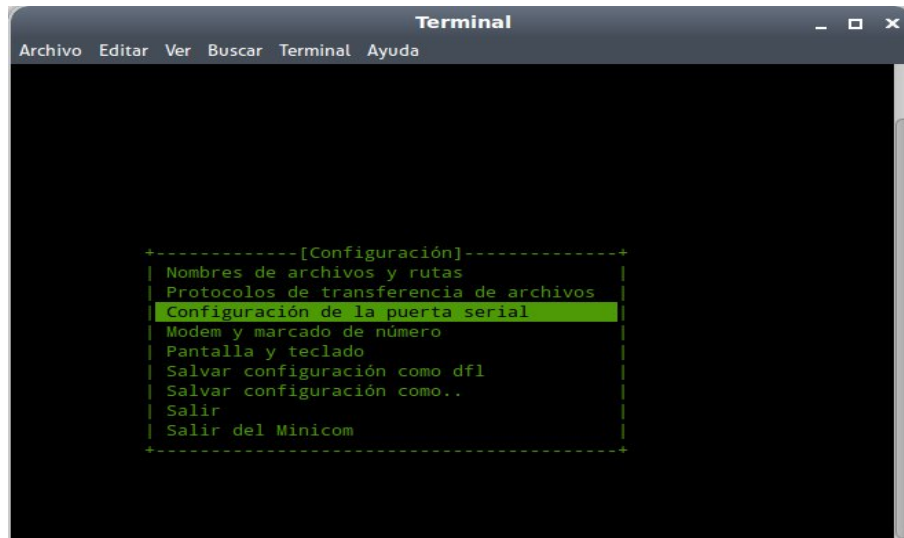 Terminal
Archivo Editar Ver Buscar Terminal Ayuda
+-------------[Configuración]--------------+
| Nombres de archivos y rutas |
| Protocolos de transferencia de archivos |
| Configuración de la puerta serial |
| Modem y marcado de número |
| Pantalla y teclado |
| Salvar configuración como dfl |
| Salvar configuración como.. |
| Salir |
| Salir del Minicom |
+------------------------------------------+